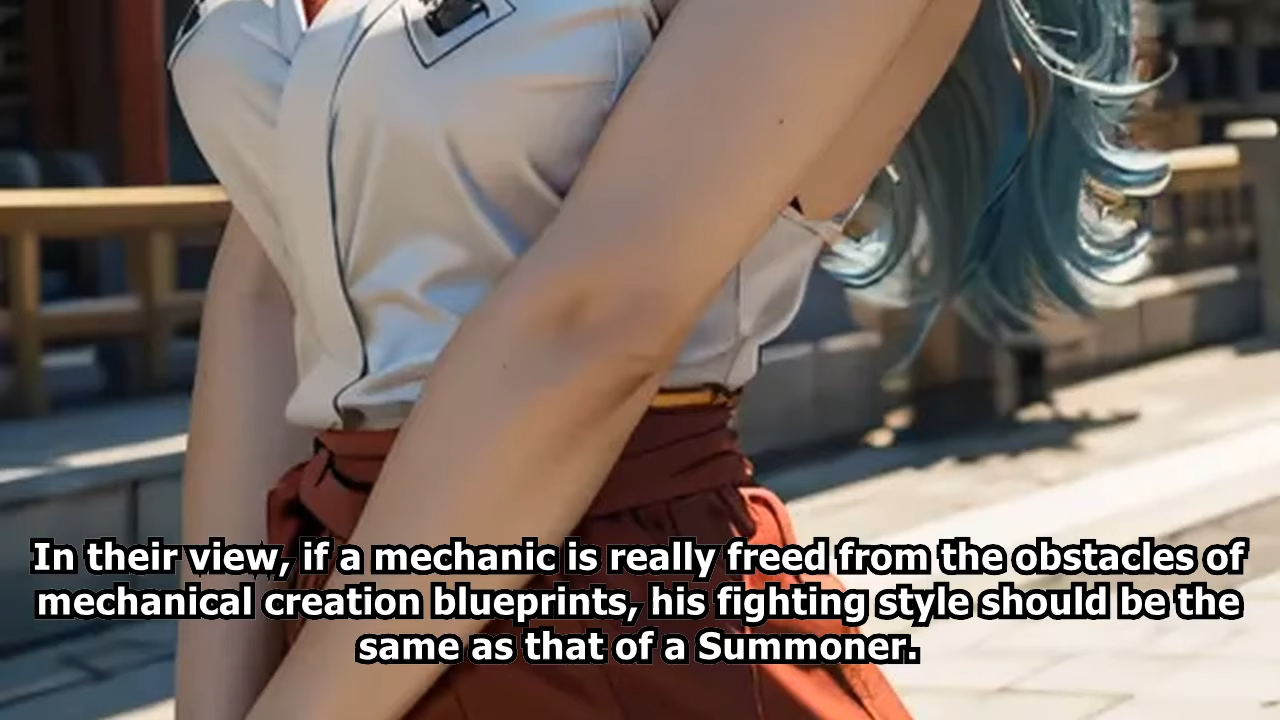 In their view, if a mechanic is really freed from the obstacles of
mechanical creation blueprints, his fighting style should be the
same as that of a Summoner.